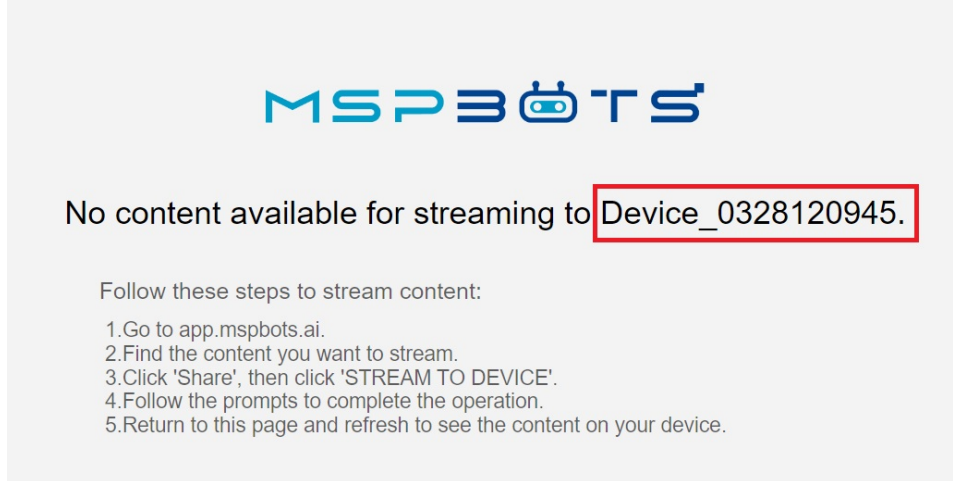 MSPBOTS
No content available for streaming to Device_0328120945.
Follow these steps to stream content:
1.Go to app.mspbots.ai.
2.Find the content you want to stream.
3.Click 'Share', then click 'STREAM TO DEVICE'.
4.Follow the prompts to complete the operation.
5.Return to this page and refresh to see the content on your device.